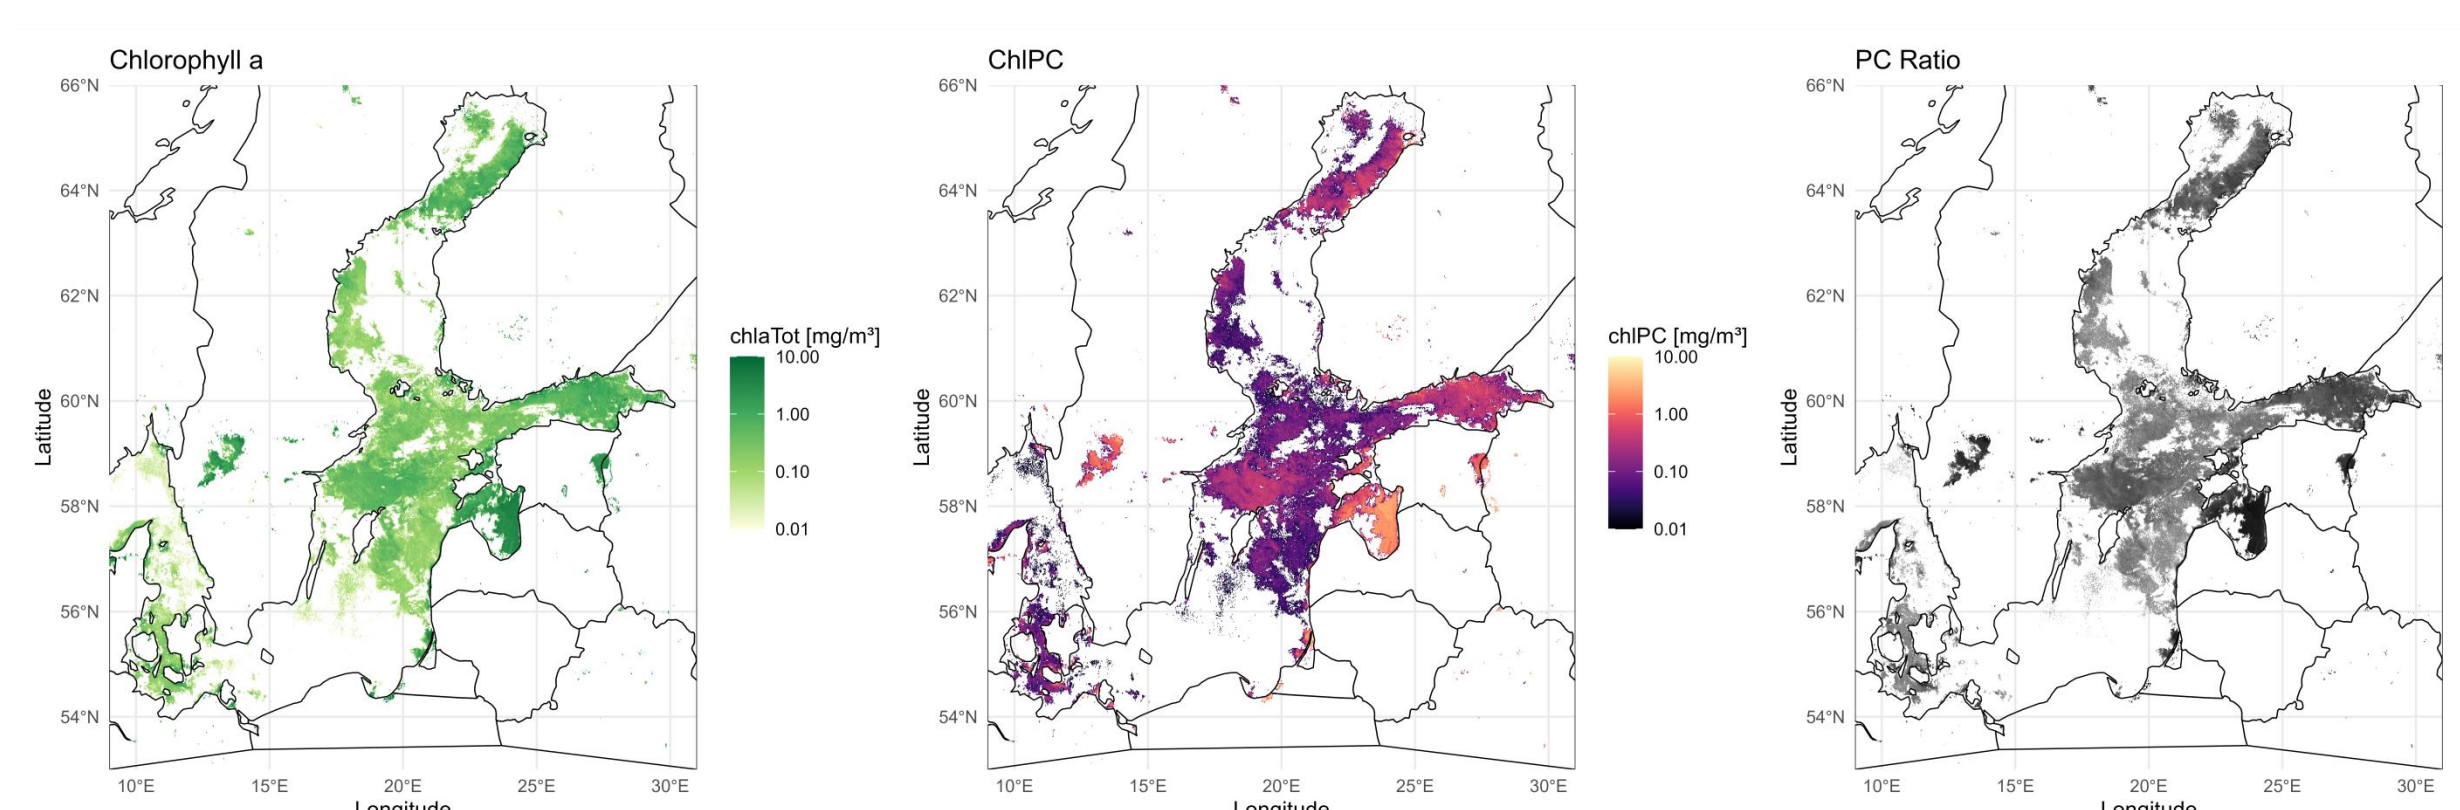 Chlorophyll a
66°N
64°N
62°N
60°N
58°N
56°N
54°N
Latitude
10°E 15°E 20°E 25°E 30°E
Longitude
chlaTot [mg/m³]
10.00
1.00
0.10
0.01
ChlPC
66°N
64°N
62°N
60°N
58°N
56°N
54°N
Latitude
10°E 15°E 20°E 25°E 30°E
Longitude
chlPC [mg/m³]
10.00
1.00
0.10
0.01
PC Ratio
66°N
64°N
62°N
60°N
58°N
56°N
54°N
Latitude
10°E 15°E 20°E 25°E 30°E
Longitude